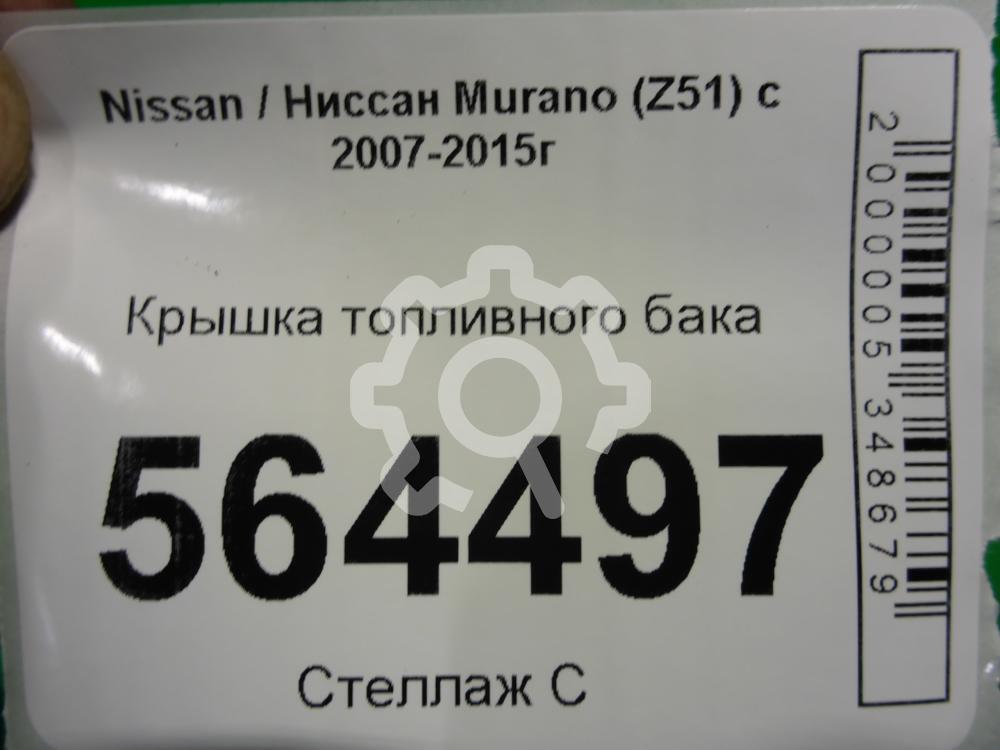 Nissan / Ниссан Murano (Z51) с
2007-2015г
Крышка топливного бака
564497
Стеллаж С
2000005348679